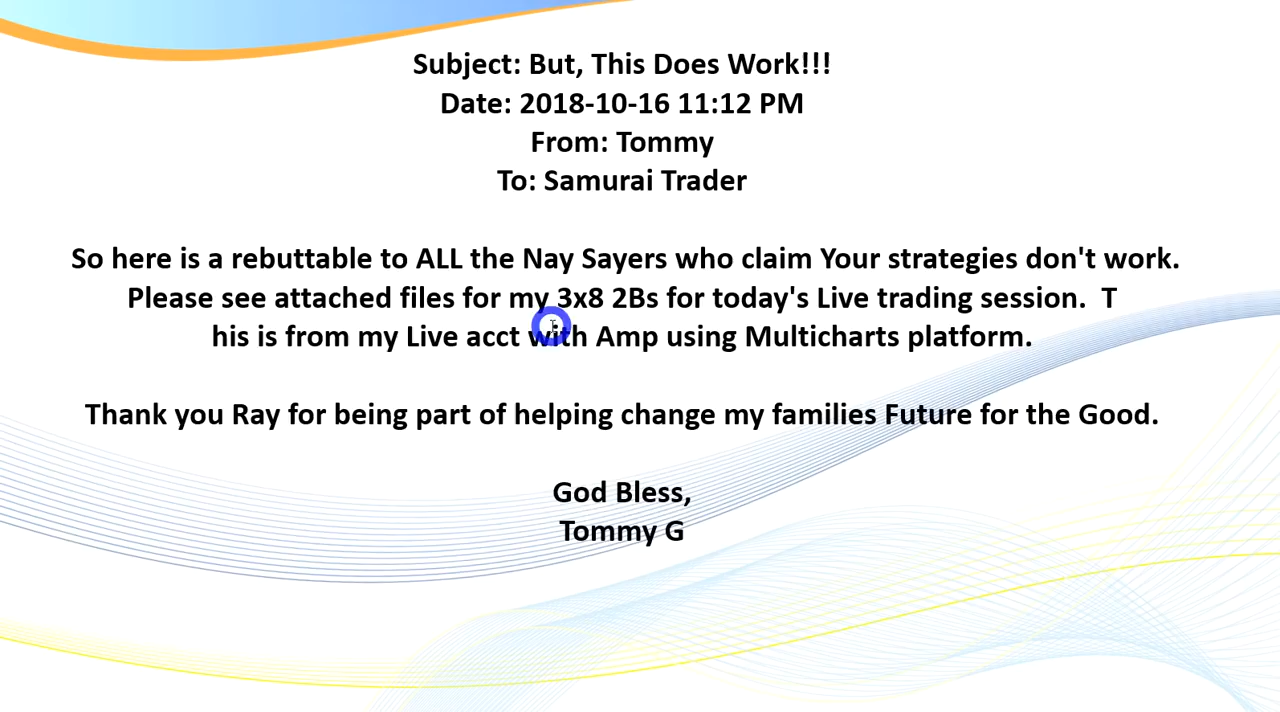 Subject: But, This Does Work!!!
Date: 2018-10-16 11:12 PM
From: Tommy
To: Samurai Trader
So here is a rebuttable to ALL the Nay Sayers who claim Your strategies don't work.
Please see attached files for my 3x8 2Bs for today's Live trading session.  T
his is from my Live acct with Amp using Multicharts platform.
Thank you Ray for being part of helping change my families Future for the Good.
God Bless,
Tommy G